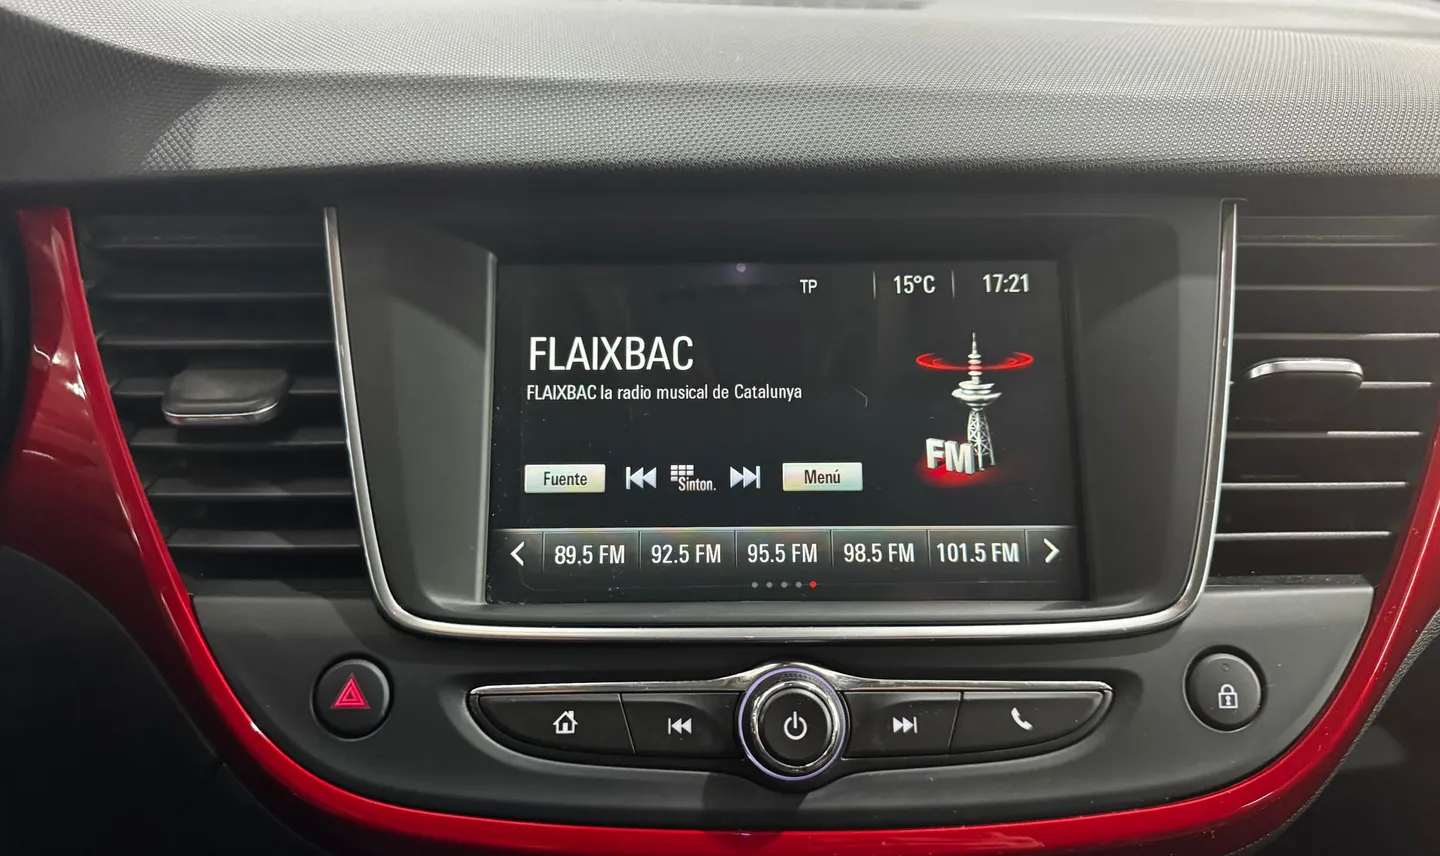 TP 15°C 17:21
FLAIXBAC
FLAIXBAC la radio musical de Catalunya
FM
Fuente Sinton. Menú
89.5 FM 92.5 FM 95.5 FM 98.5 FM 101.5 FM